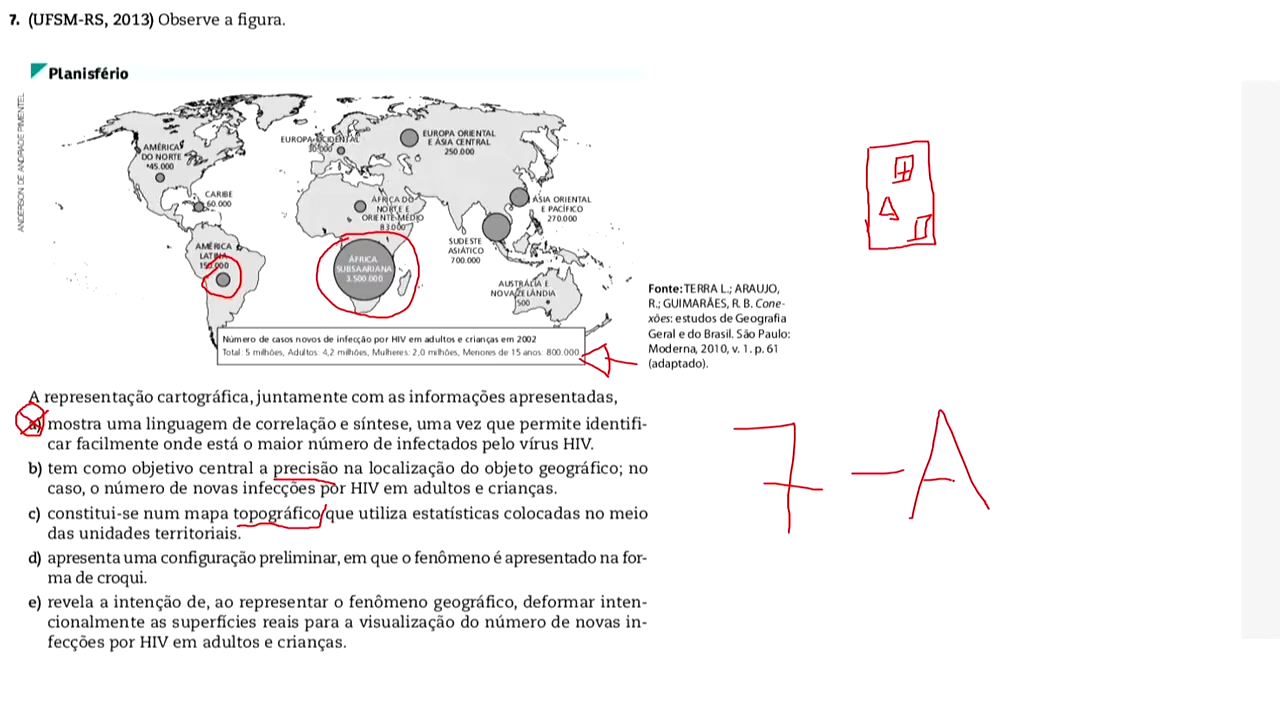 7. (UFSM-RS, 2013) Observe a figura.
Planisfério
ANDERSON DE ANDRADE PIMENTEL
AMÉRICA
DO NORTE
45.000
EUROPA OCIDENTAL
EUROPA ORIENTAL
E ÁSIA CENTRAL
250.000
CARIBE
60.000
ÁFRICA DO
NORTE E
ORIENTE MÉDIO
83.000
ÁSIA ORIENTAL
E PACÍFICO
270.000
AMÉRICA
LATINA
150.000
ÁFRICA
SUBSAARIANA
3.500.000
SUDESTE
ASIÁTICO
700.000
AUSTRÁLIA E
NOVA ZELÂNDIA
500
Número de casos novos de infecção por HIV em adultos e crianças em 2002
Total: 5 milhões, Adultos: 4,2 milhões, Mulheres: 2,0 milhões, Menores de 15 anos: 800.000
Fonte: TERRA L.; ARAUJO,
R.; GUIMARÃES, R. B. Cone-
xões: estudos de Geografia
Geral e do Brasil. São Paulo:
Moderna, 2010, v. 1. p. 61
(adaptado).
A representação cartográfica, juntamente com as informações apresentadas,
a) mostra uma linguagem de correlação e síntese, uma vez que permite identifi-
car facilmente onde está o maior número de infectados pelo vírus HIV.
b) tem como objetivo central a precisão na localização do objeto geográfico; no
caso, o número de novas infecções por HIV em adultos e crianças.
c) constitui-se num mapa topográfico que utiliza estatísticas colocadas no meio
das unidades territoriais.
d) apresenta uma configuração preliminar, em que o fenômeno é apresentado na for-
ma de croqui.
e) revela a intenção de, ao representar o fenômeno geográfico, deformar inten-
cionalmente as superfícies reais para a visualização do número de novas in-
fecções por HIV em adultos e crianças.
7 - A